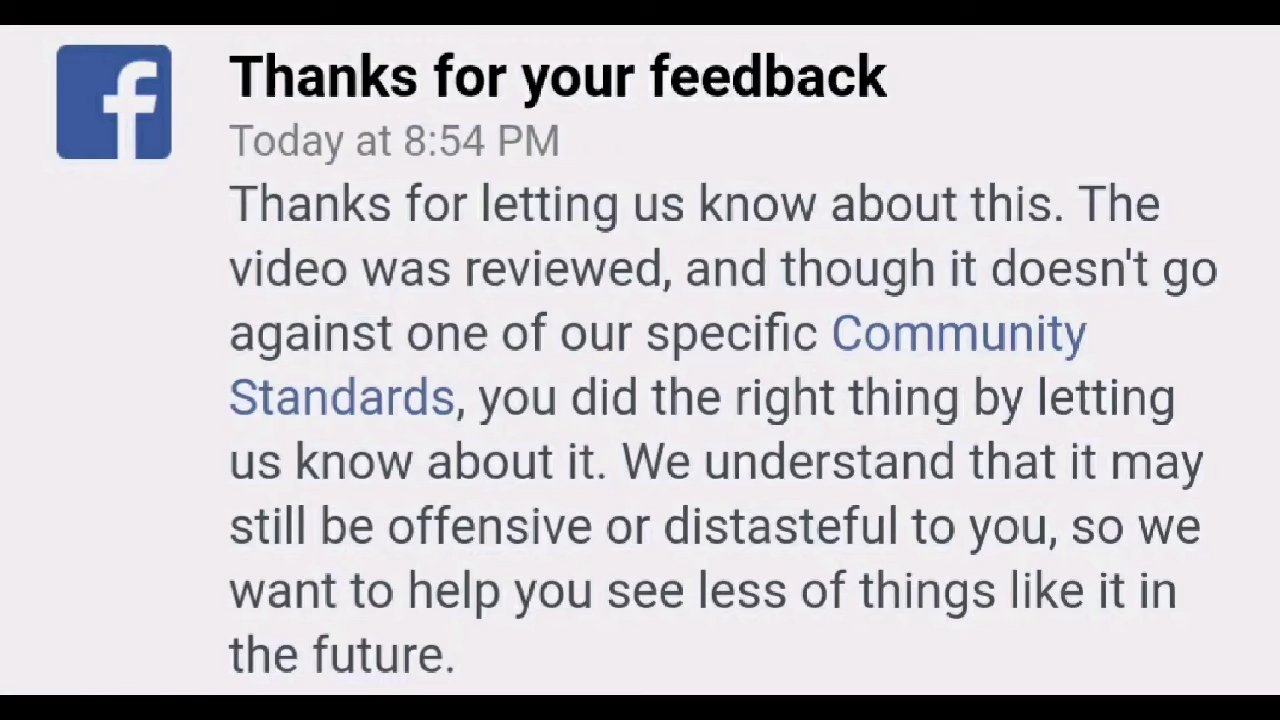 Thanks for your feedback
Today at 8:54 PM
Thanks for letting us know about this. The
video was reviewed, and though it doesn't go
against one of our specific Community
Standards, you did the right thing by letting
us know about it. We understand that it may
still be offensive or distasteful to you, so we
want to help you see less of things like it in
the future.